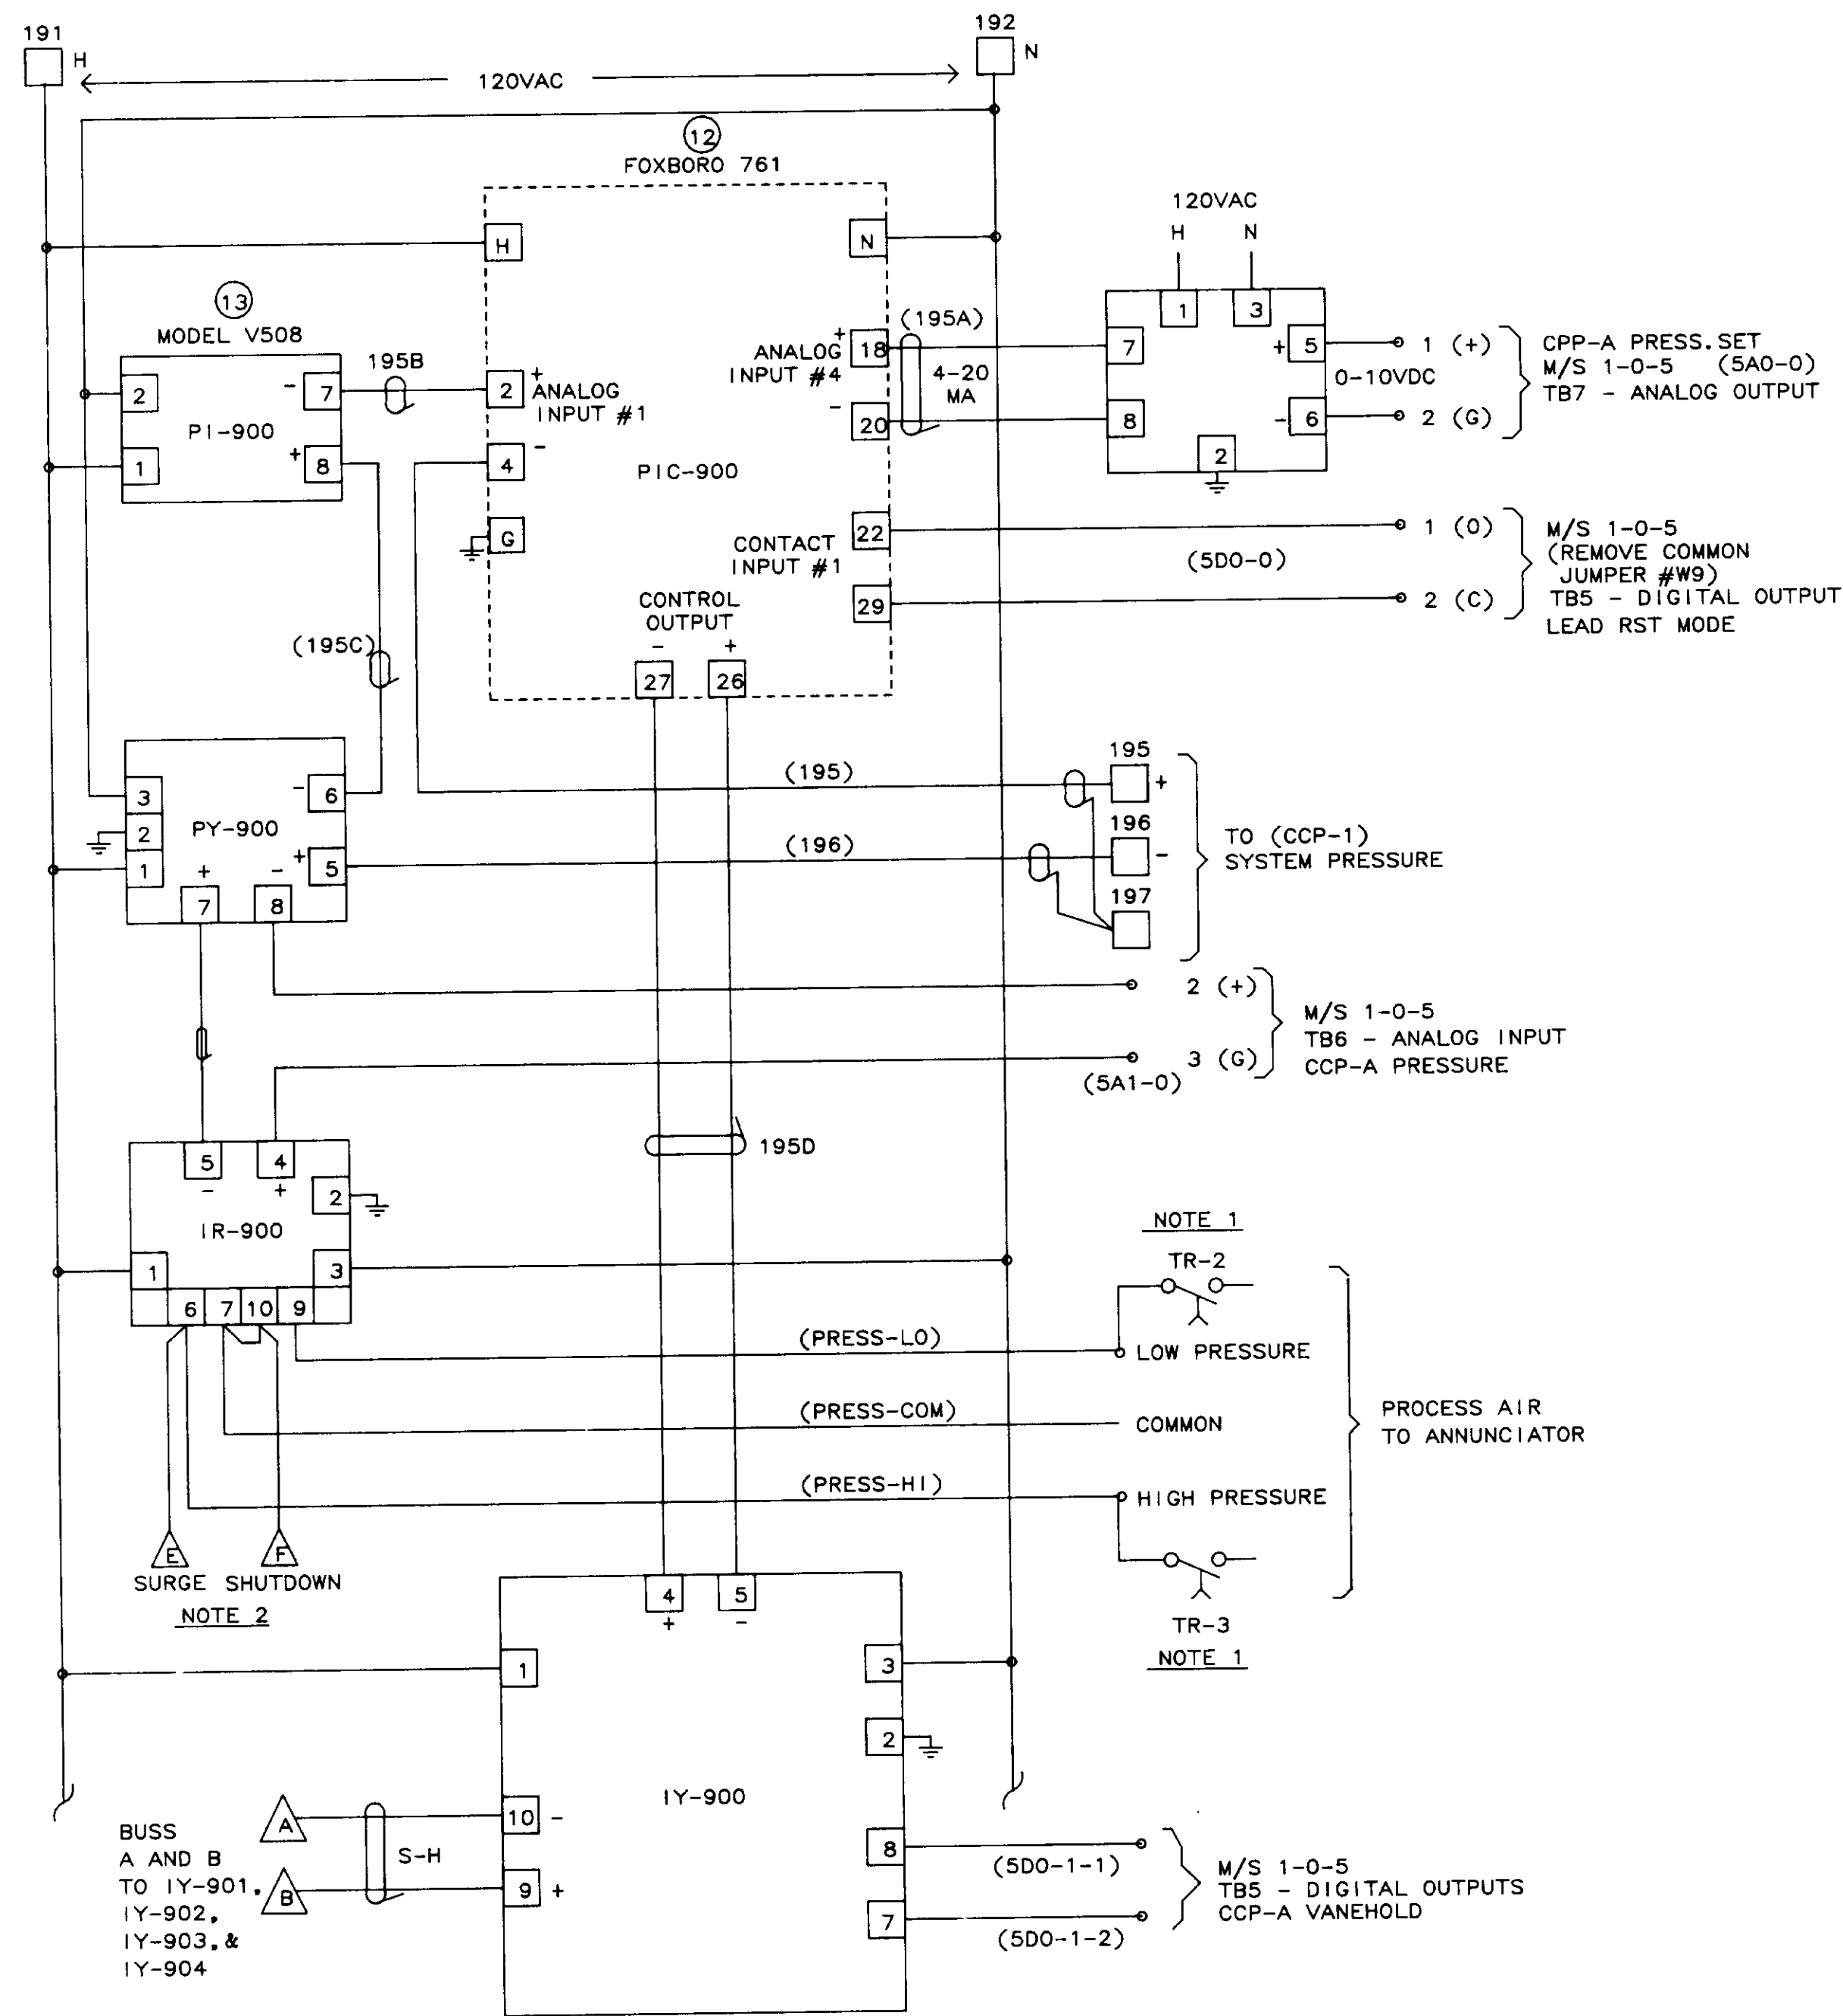 191
H
120VAC
192
N
12
FOXBORO 761
H
N
120VAC
H N
13
MODEL V508
2
1
PI-900
- 7
+ 8
195B
2 +
ANALOG
INPUT #1
4 -
G
PIC-900
+
ANALOG 18
INPUT #4
-
20
(195A)
4-20
MA
1 3
7
8
2
+ 5
0-10VDC
- 6
1 (+)
2 (G)
CPP-A PRESS.SET
M/S 1-0-5 (5A0-0)
TB7 - ANALOG OUTPUT
CONTACT
INPUT #1
22
29
(5D0-0)
1 (O)
2 (C)
M/S 1-0-5
(REMOVE COMMON
JUMPER #W9)
TB5 - DIGITAL OUTPUT
LEAD RST MODE
CONTROL
OUTPUT
- +
27 26
(195C)
3
2
1
PY-900
- 6
+ 5
+ -
7 8
(195)
(196)
195
+
196
-
197
TO (CCP-1)
SYSTEM PRESSURE
2 (+)
3 (G)
(5A1-0)
M/S 1-0-5
TB6 - ANALOG INPUT
CCP-A PRESSURE
195D
5 4
- +
2
IR-900
1 3
6 7 10 9
NOTE 1
TR-2
(PRESS-LO)
LOW PRESSURE
(PRESS-COM)
COMMON
(PRESS-HI)
HIGH PRESSURE
PROCESS AIR
TO ANNUNCIATOR
TR-3
NOTE 1
E F
SURGE SHUTDOWN
NOTE 2
4 5
+ -
1
3
2
IY-900
10 -
9 +
8
7
A
B
S-H
BUSS
A AND B
TO IY-901,
IY-902,
IY-903,&
IY-904
(5D0-1-1)
(5D0-1-2)
M/S 1-0-5
TB5 - DIGITAL OUTPUTS
CCP-A VANEHOLD